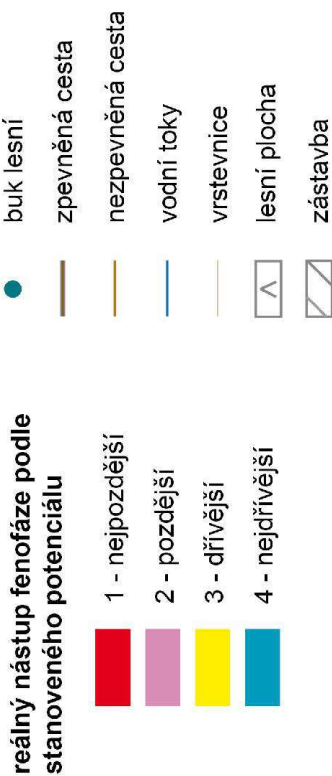 reálný nástup fenofáze podle
stanoveného potenciálu
1 - nejpozdější
2 - pozdější
3 - dřívější
4 - nejdřívější
buk lesní
zpevněná cesta
nezpevněná cesta
vodní toky
vrstevnice
lesní plocha
zástavba